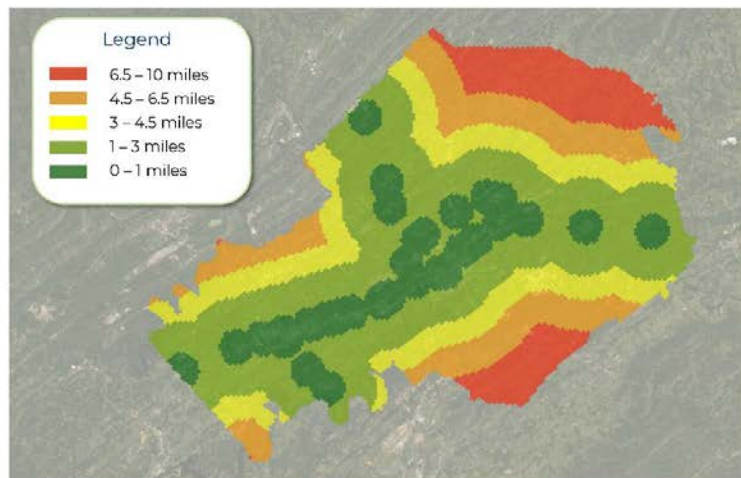 Legend
6.5 – 10 miles
4.5 – 6.5 miles
3 – 4.5 miles
1 – 3 miles
0 – 1 miles